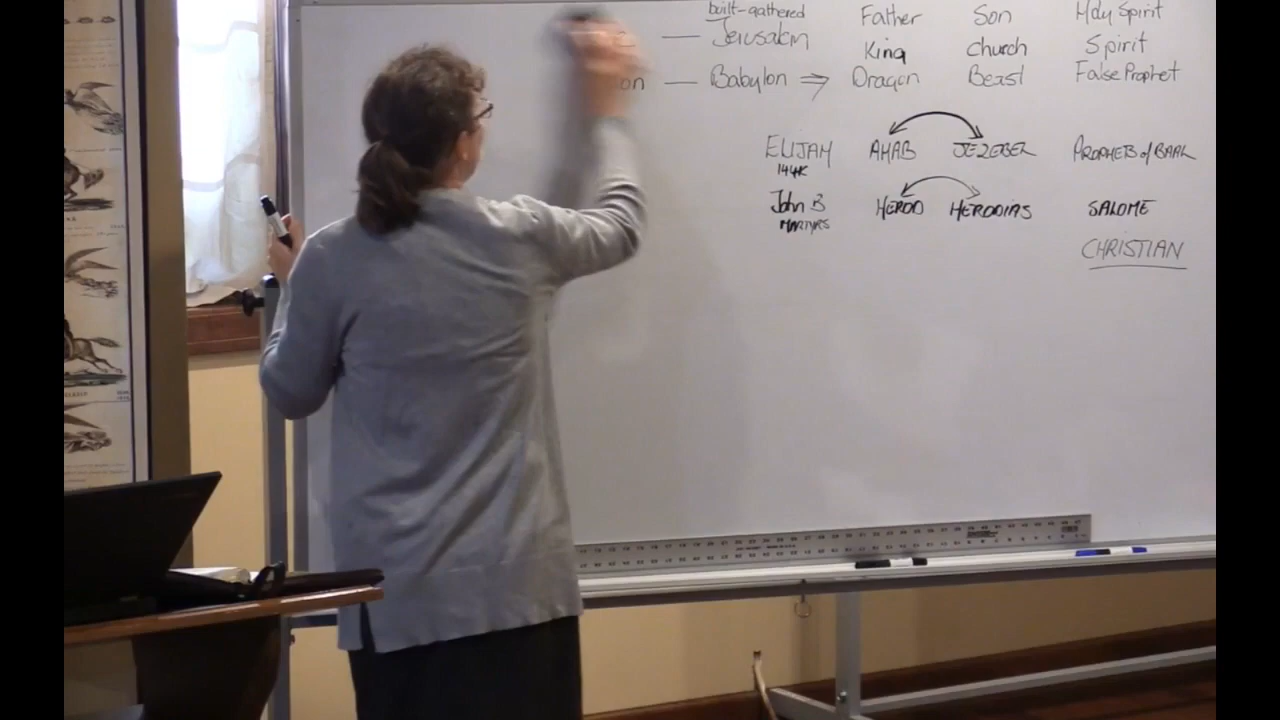 built-gathered Father Son Holy Spirit
— Jerusalem King Church Spirit
on — Babylon ⇒ Dragon Beast False Prophet
ELIJAH AHAB JEZEBEL PROPHETS of BAAL
144K
John B HEROD HERODIAS SALOME
MARTYRS
CHRISTIAN